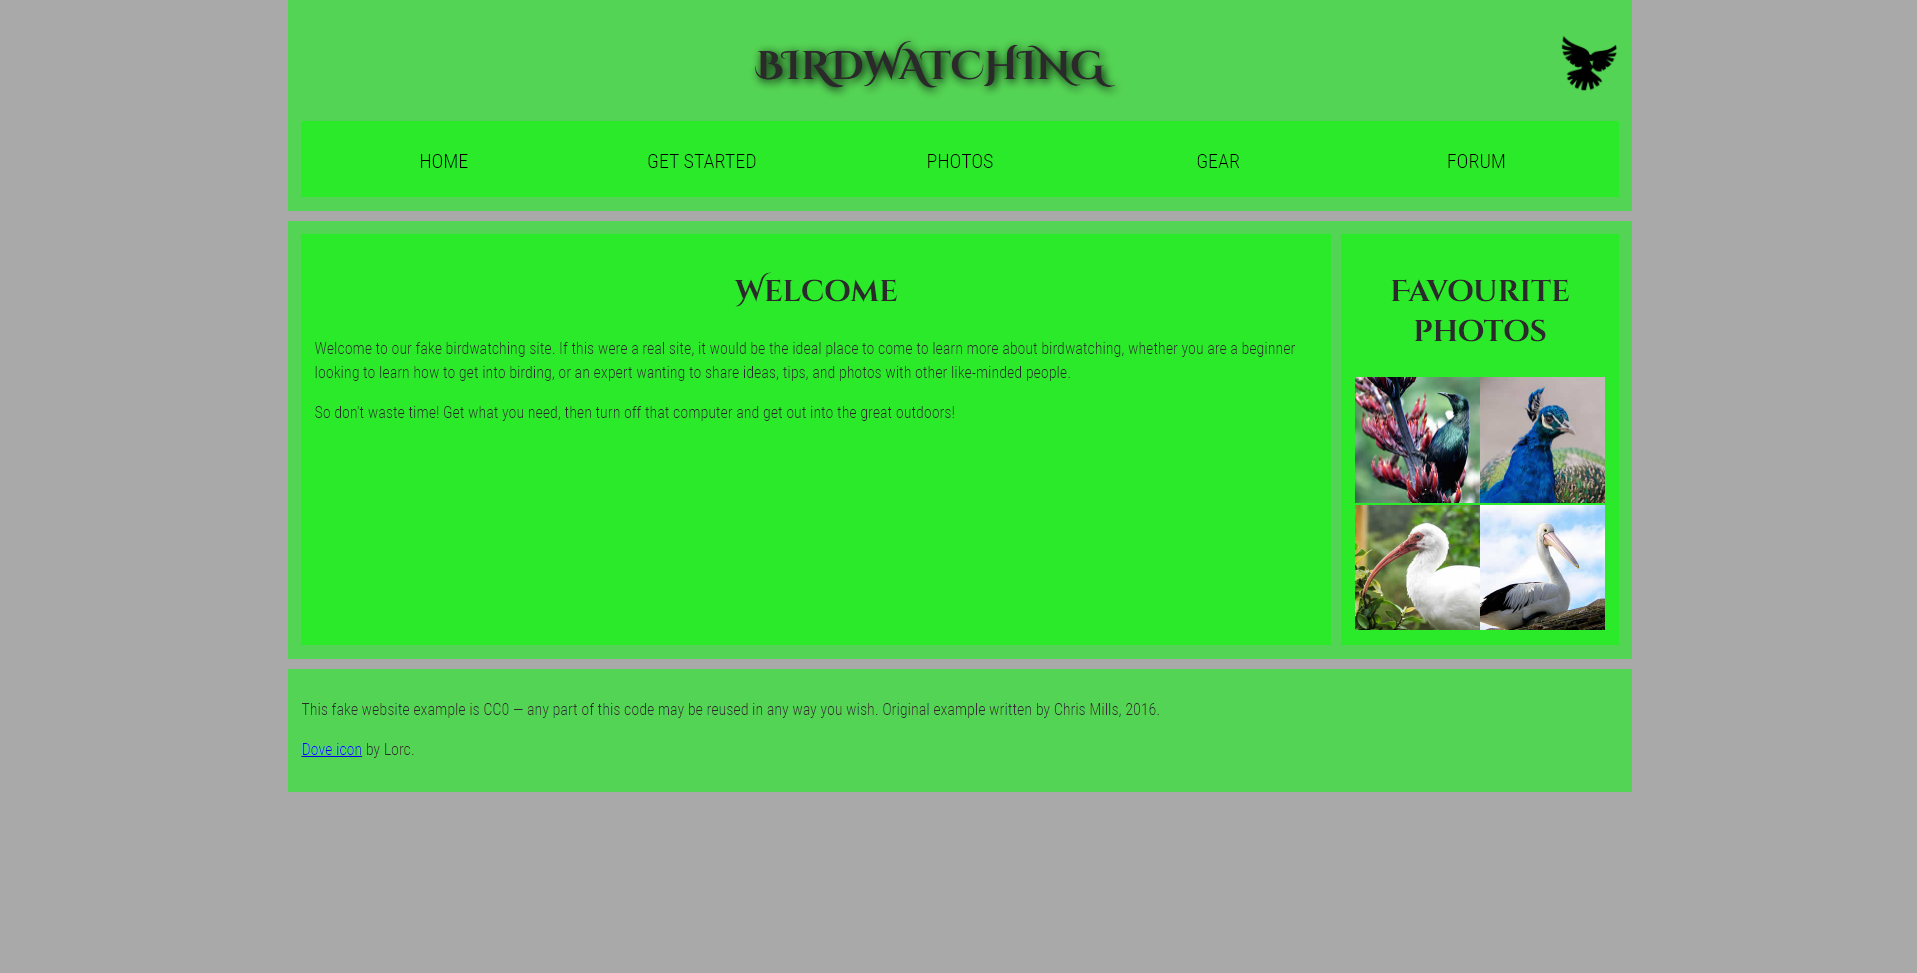 BIRDWATCHING
HOME
GET STARTED
PHOTOS
GEAR
FORUM
Welcome
Welcome to our fake birdwatching site. If this were a real site, it would be the ideal place to come to learn more about birdwatching, whether you are a beginner
looking to learn how to get into birding, or an expert wanting to share ideas, tips, and photos with other like-minded people.
So don't waste time! Get what you need, then turn off that computer and get out into the great outdoors!
Favourite
photos
This fake website example is CC0 — any part of this code may be reused in any way you wish. Original example written by Chris Mills, 2016.
Dove icon by Lorc.